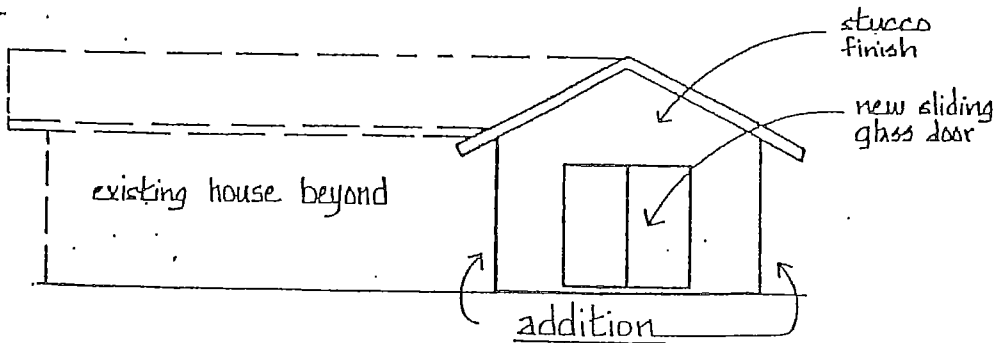 stucco
finish
new sliding
glass door
existing house beyond
addition